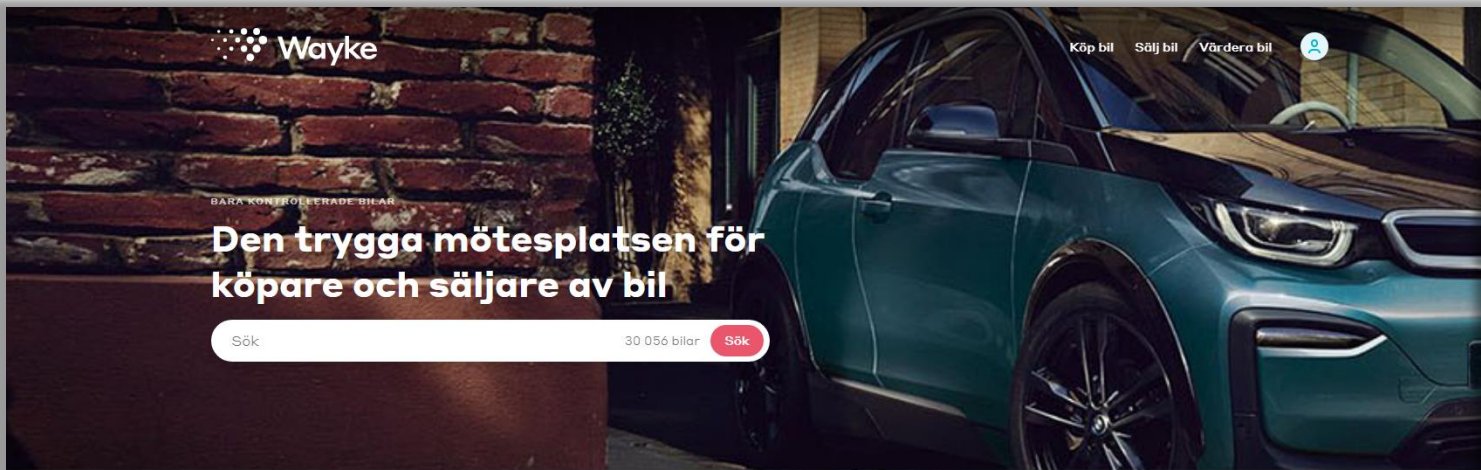 Wayke
Köp bil Sälj bil Värdera bil
BARA KONTROLLERADE BILAR
Den trygga mötesplatsen för
köpare och säljare av bil
Sök 30 056 bilar Sök